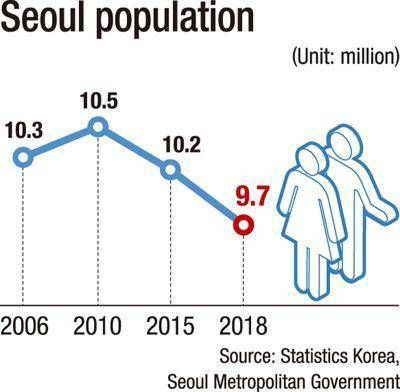 Seoul population
(Unit: million)
10.3
10.5
10.2
9.7
2006 2010 2015 2018
Source: Statistics Korea,
Seoul Metropolitan Government